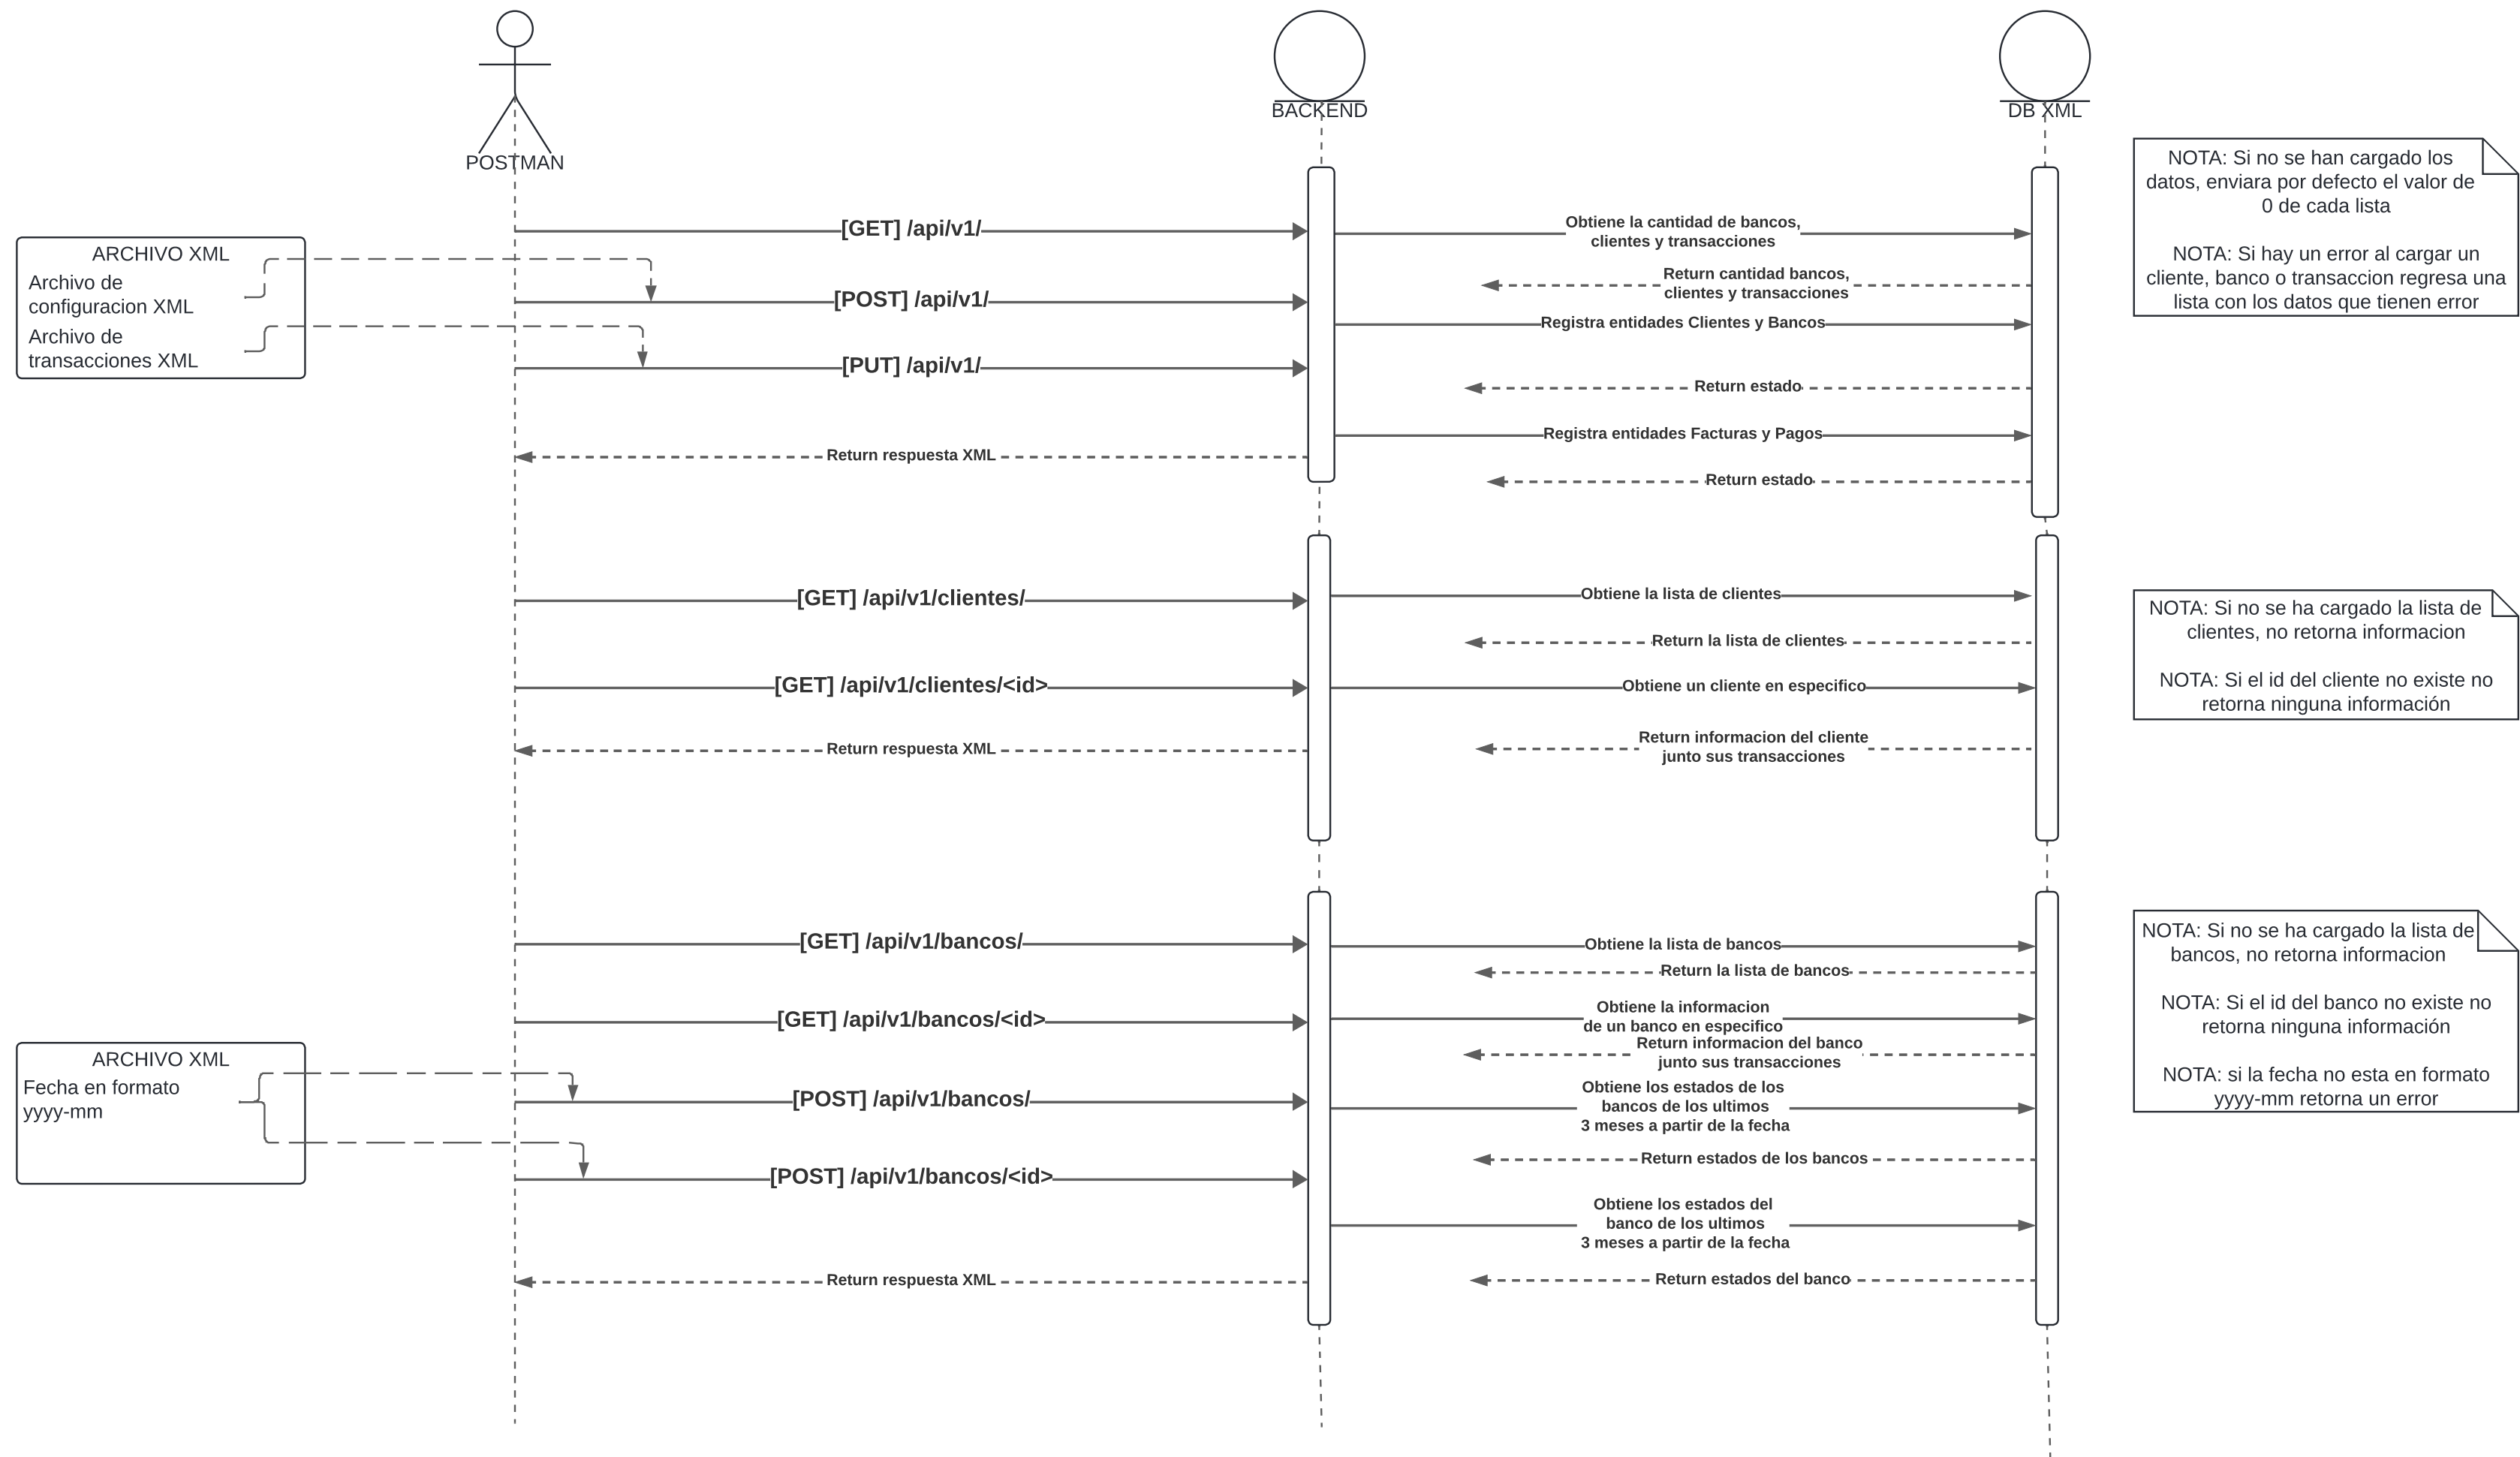 POSTMAN
BACKEND
DB XML
NOTA: Si no se han cargado los
datos, enviara por defecto el valor de
0 de cada lista
NOTA: Si hay un error al cargar un
cliente, banco o transaccion regresa una
lista con los datos que tienen error
ARCHIVO XML
Archivo de
configuracion XML
Archivo de
transacciones XML
[GET] /api/v1/
Obtiene la cantidad de bancos,
clientes y transacciones
Return cantidad bancos,
clientes y transacciones
[POST] /api/v1/
Registra entidades Clientes y Bancos
[PUT] /api/v1/
Return estado
Registra entidades Facturas y Pagos
Return respuesta XML
Return estado
[GET] /api/v1/clientes/
Obtiene la lista de clientes
Return la lista de clientes
[GET] /api/v1/clientes/<id>
Obtiene un cliente en especifico
Return respuesta XML
Return informacion del cliente
junto sus transacciones
NOTA: Si no se ha cargado la lista de
clientes, no retorna informacion
NOTA: Si el id del cliente no existe no
retorna ninguna información
[GET] /api/v1/bancos/
Obtiene la lista de bancos
Return la lista de bancos
[GET] /api/v1/bancos/<id>
Obtiene la informacion
de un banco en especifico
Return informacion del banco
junto sus transacciones
ARCHIVO XML
Fecha en formato
yyyy-mm
[POST] /api/v1/bancos/
Obtiene los estados de los
bancos de los ultimos
3 meses a partir de la fecha
Return estados de los bancos
[POST] /api/v1/bancos/<id>
Obtiene los estados del
banco de los ultimos
3 meses a partir de la fecha
Return respuesta XML
Return estados del banco
NOTA: Si no se ha cargado la lista de
bancos, no retorna informacion
NOTA: Si el id del banco no existe no
retorna ninguna información
NOTA: si la fecha no esta en formato
yyyy-mm retorna un error